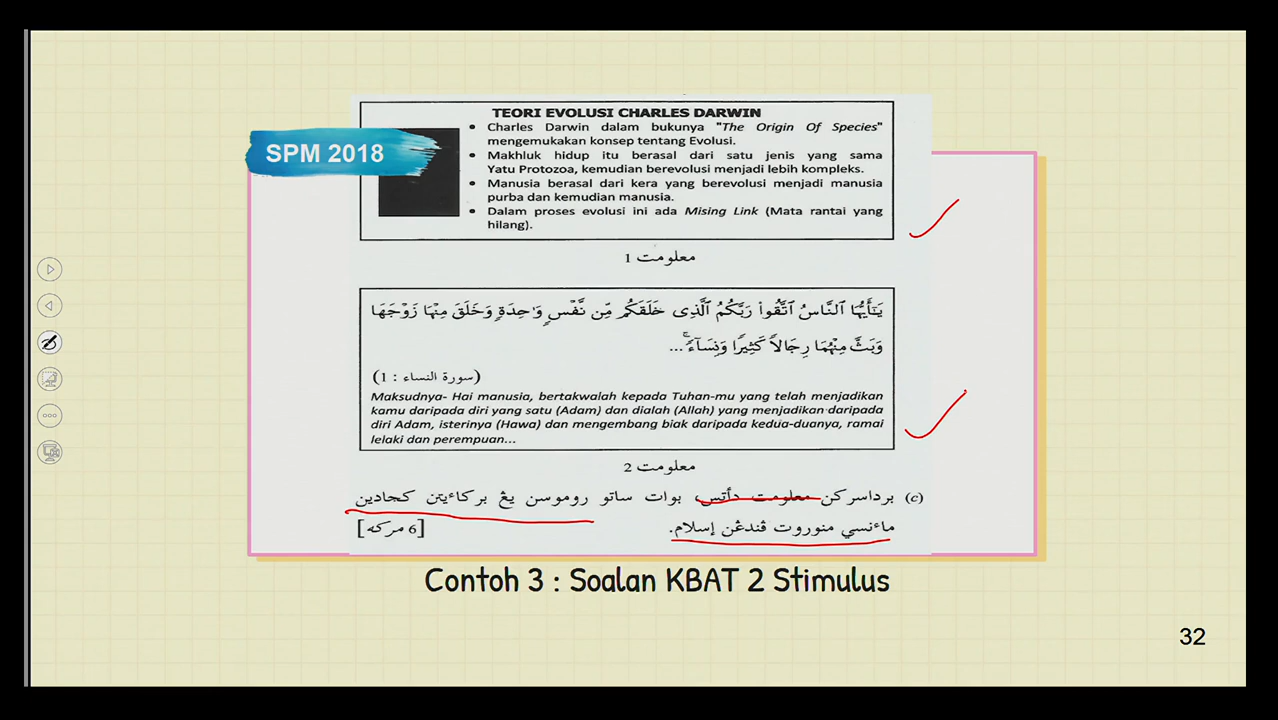 SPM 2018
TEORI EVOLUSI CHARLES DARWIN
• Charles Darwin dalam bukunya "The Origin Of Species"
mengemukakan konsep tentang Evolusi.
• Makhluk hidup itu berasal dari satu jenis yang sama
Yatu Protozoa, kemudian berevolusi menjadi lebih kompleks.
• Manusia berasal dari kera yang berevolusi menjadi manusia
purba dan kemudian manusia.
• Dalam proses evolusi ini ada Mising Link (Mata rantai yang
hilang).
معلومت 1
يَـٰٓأَيُّهَا ٱلنَّاسُ ٱتَّقُوا۟ رَبَّكُمُ ٱلَّذِى خَلَقَكُم مِّن نَّفْسٍ وَٰحِدَةٍ وَخَلَقَ مِنْهَا زَوْجَهَا
وَبَثَّ مِنْهُمَا رِجَالًا كَثِيرًا وَنِسَآءً ۚ ...
(سورة النساء : 1)
Maksudnya- Hai manusia, bertakwalah kepada Tuhan-mu yang telah menjadikan
kamu daripada diri yang satu (Adam) dan dialah (Allah) yang menjadikan daripada
diri Adam, isterinya (Hawa) dan mengembang biak daripada kedua-duanya, ramai
lelaki dan perempuan...
معلومت 2
(c) برداسركن معلومت دأتس، بوات ساتو روموسن يڠ بركاءيتن كجادين
ماءنسي منوروت ڤندڠن إسلام.
[6 مركه]
Contoh 3 : Soalan KBAT 2 Stimulus
32